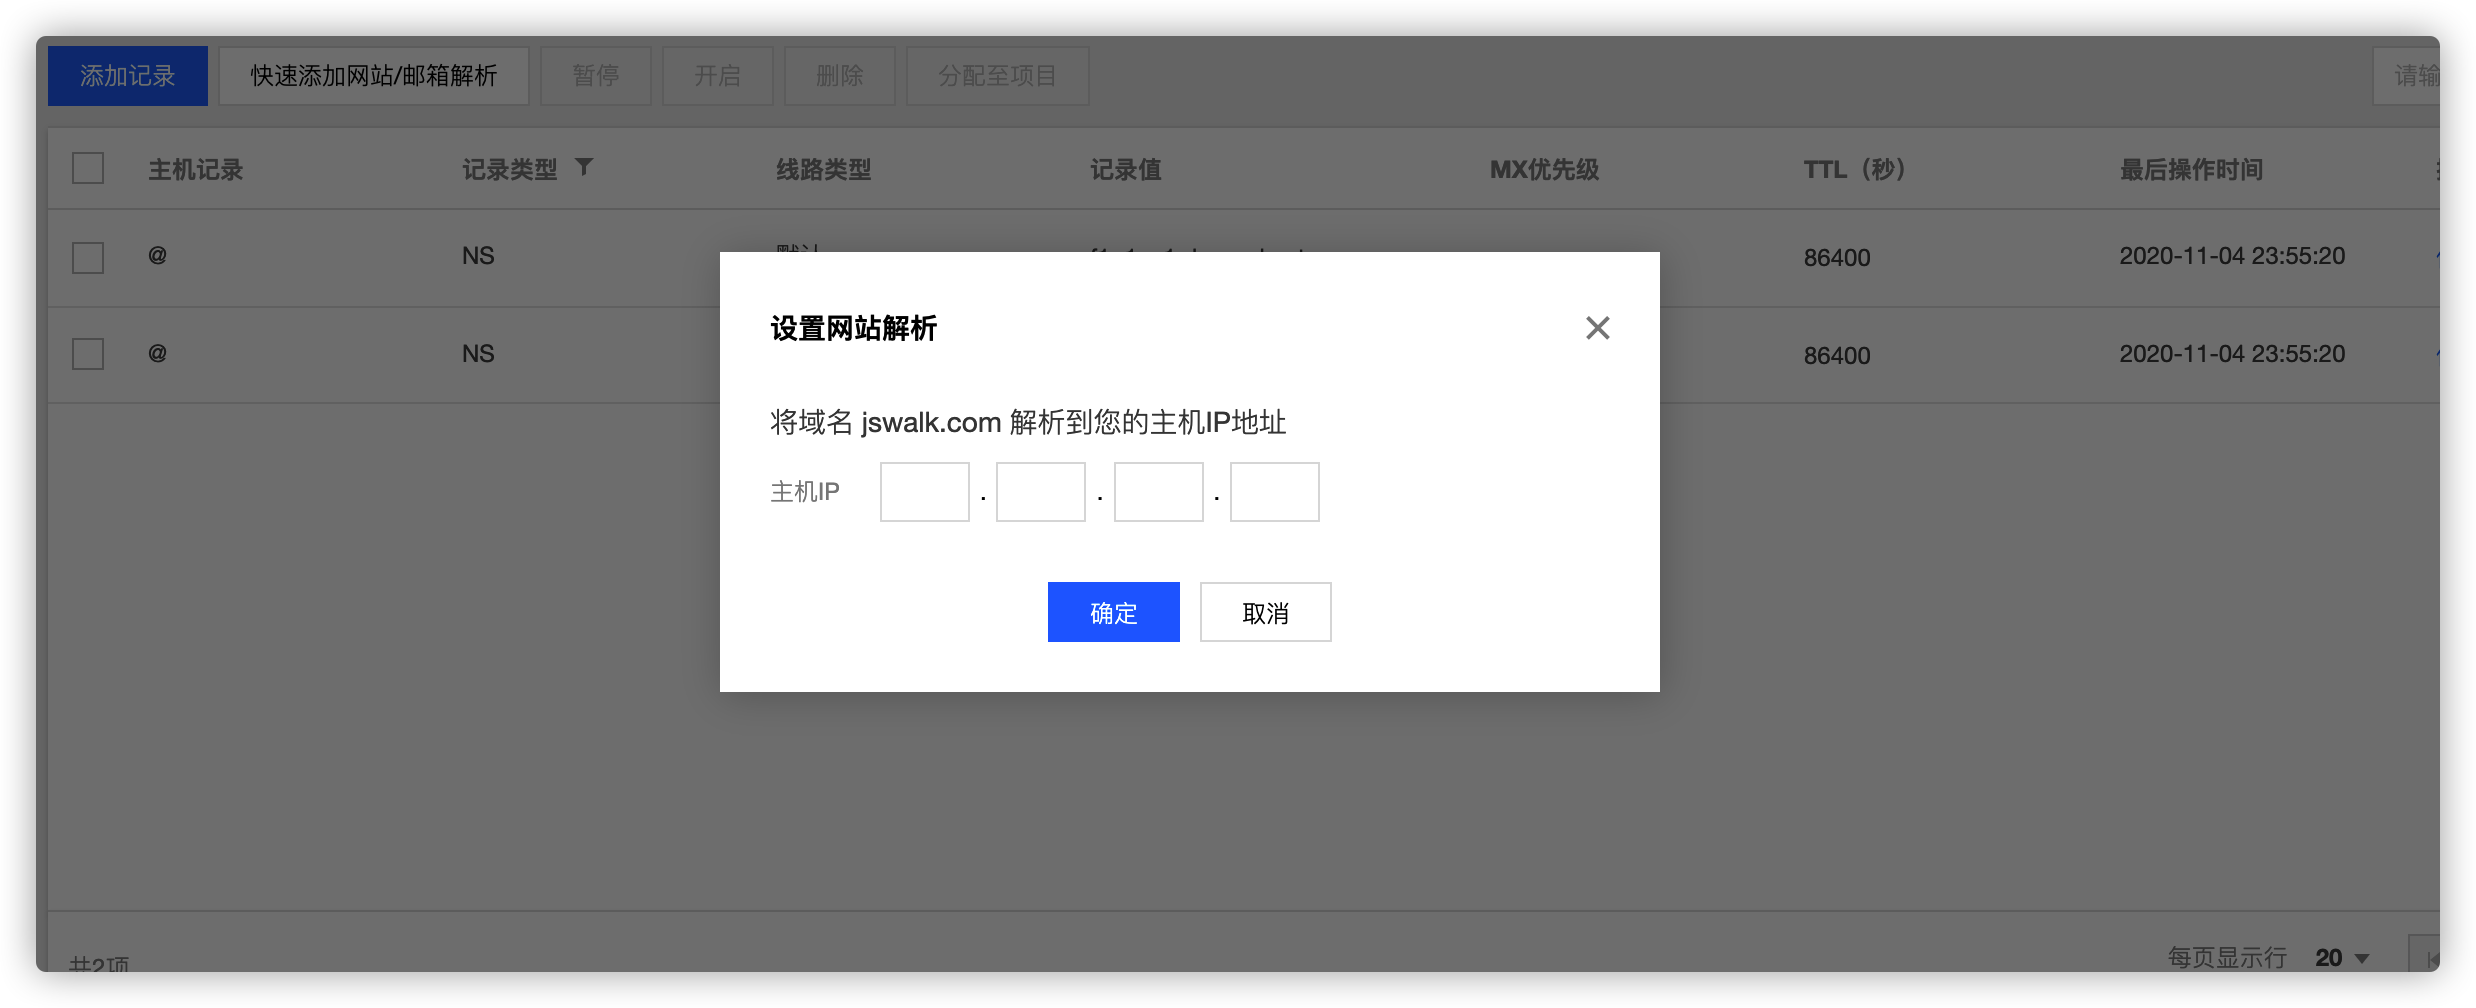 添加记录 快速添加网站/邮箱解析 暂停 开启 删除 分配至项目 请输
主机记录 记录类型 线路类型 记录值 MX优先级 TTL（秒） 最后操作时间
@ NS 默认 86400 2020-11-04 23:55:20
@ NS 86400 2020-11-04 23:55:20
设置网站解析
将域名 jswalk.com 解析到您的主机IP地址
主机IP . . .
确定 取消
共2项 每页显示行 20